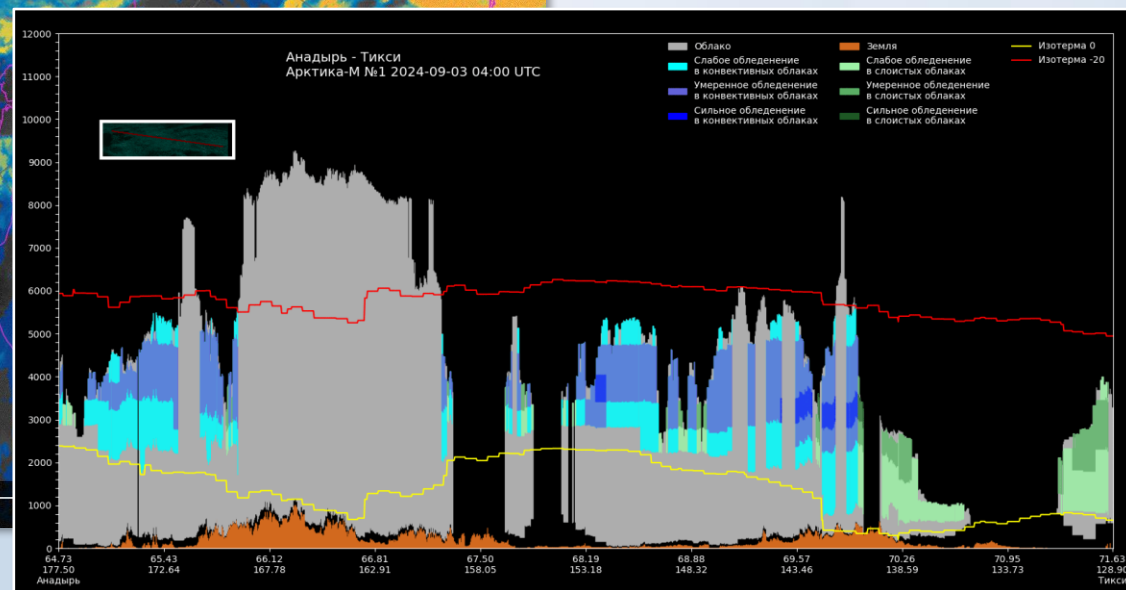 12000
11000
10000
9000
8000
7000
6000
5000
4000
3000
2000
1000
0
Анадырь - Тикси
Арктика-М №1 2024-09-03 04:00 UTC
Облако
Слабое обледенение
в конвективных облаках
Умеренное обледенение
в конвективных облаках
Сильное обледенение
в конвективных облаках
Земля
Слабое обледенение
в слоистых облаках
Умеренное обледенение
в слоистых облаках
Сильное обледенение
в слоистых облаках
Изотерма 0
Изотерма -20
64.73 65.43 66.12 66.81 67.50 68.19 68.88 69.57 70.26 70.95 71.63
177.50 172.64 167.78 162.91 158.05 153.18 148.32 143.46 138.59 133.73 128.90
Анадырь Тикси